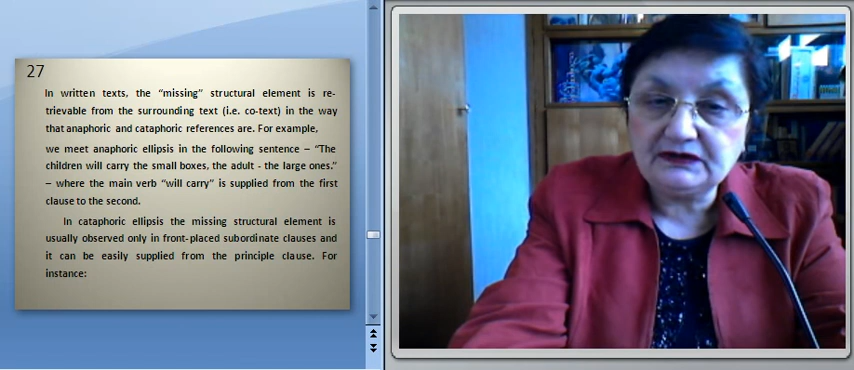 27
In written texts, the “missing” structural element is re-
trievable from the surrounding text (i.e. co-text) in the way
that anaphoric and cataphoric references are. For example,
we meet anaphoric ellipsis in the following sentence – “The
children will carry the small boxes, the adult - the large ones.”
– where the main verb “will carry” is supplied from the first
clause to the second.
In cataphoric ellipsis the missing structural element is
usually observed only in front-placed subordinate clauses and
it can be easily supplied from the principle clause. For
instance: